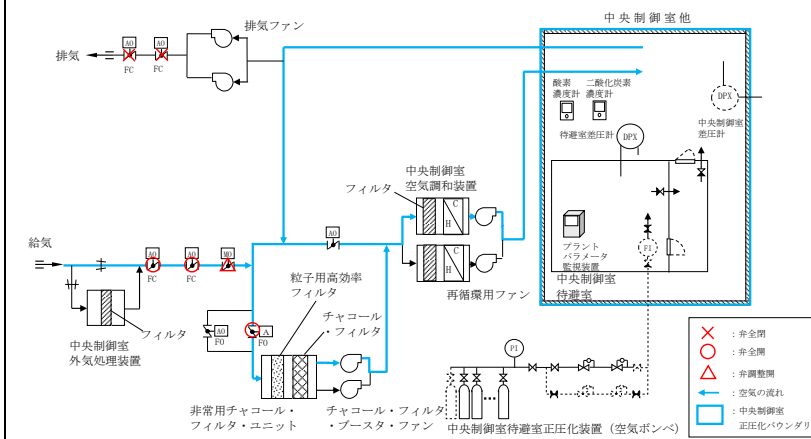 中央制御室他
排気ファン
AO
AO
排気
FC
FC
酸素
濃度計
二酸化炭素
濃度計
DPX
待避室差圧計
DPX
中央制御室
差圧計
中央制御室
空気調和装置
フィルタ
C
H
C
H
再循環用ファン
AO
給気
AO
AO
MO
FC
FC
フィルタ
中央制御室
外気処理装置
粒子用高効率
フィルタ
チャコール
・フィルタ
AO
FO
A
FO
非常用チャコール・
フィルタ・ユニット
チャコール・フィルタ
・ブースタ・ファン
プラント
パラメータ
監視装置
FI
中央制御室
待避室
PI
中央制御室待避室正圧化装置（空気ボンベ）
：弁全閉
：弁全開
：弁調整開
：空気の流れ
：中央制御室
正圧化バウンダリ